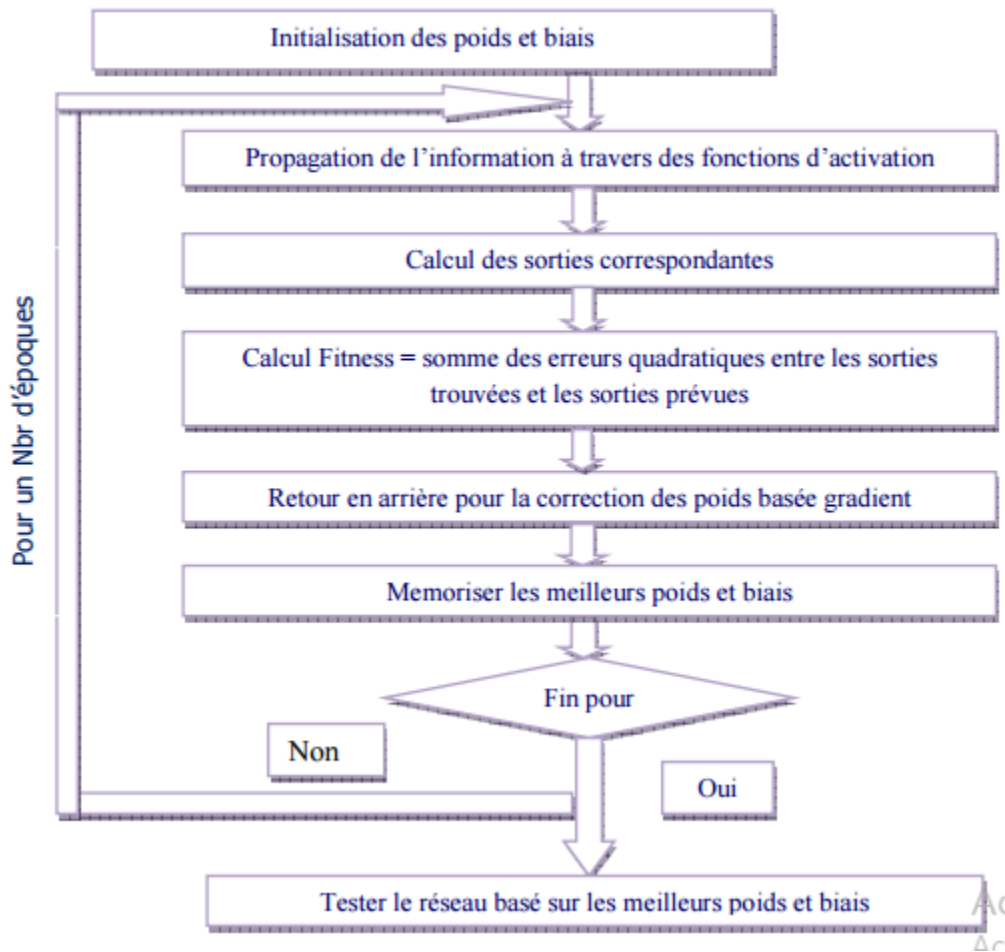 Initialisation des poids et biais
Propagation de l'information à travers des fonctions d'activation
Calcul des sorties correspondantes
Calcul Fitness = somme des erreurs quadratiques entre les sorties
trouvées et les sorties prévues
Retour en arrière pour la correction des poids basée gradient
Memoriser les meilleurs poids et biais
Pour un Nbr d'époques
Fin pour
Non
Oui
Tester le réseau basé sur les meilleurs poids et biais